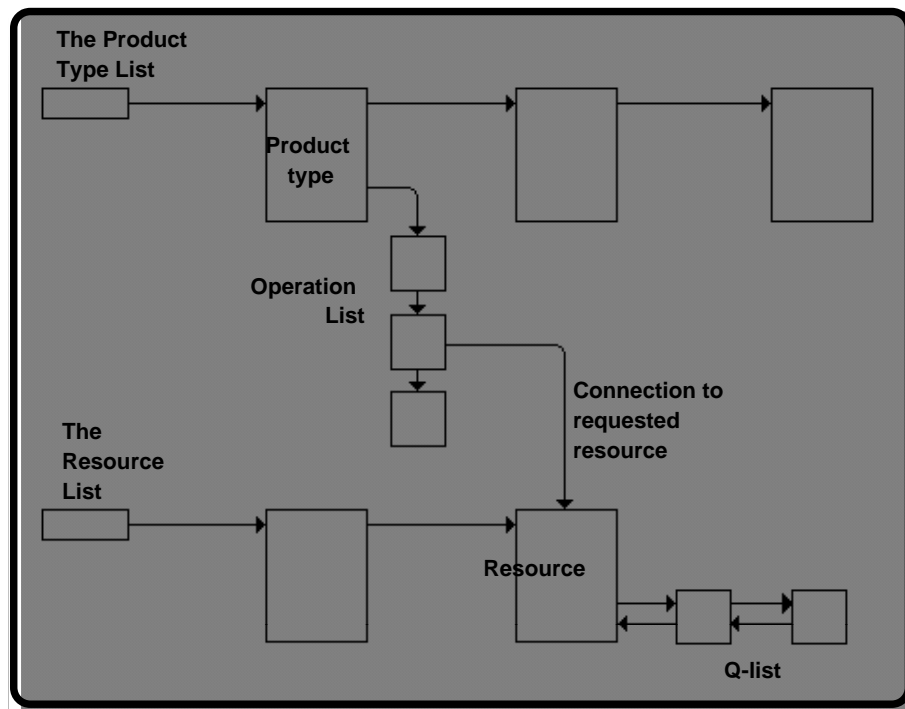 The Product
Type List
Product
type
Operation
List
Connection to
requested
resource
The
Resource
List
Resource
Q-list